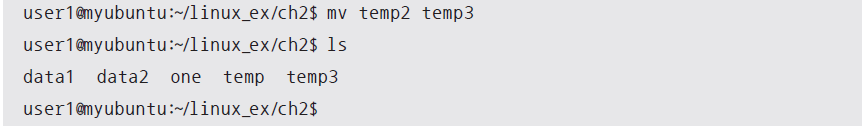 user1@myubuntu:~/linux_ex/ch2$ mv temp2 temp3
user1@myubuntu:~/linux_ex/ch2$ ls
data1  data2  one  temp  temp3
user1@myubuntu:~/linux_ex/ch2$